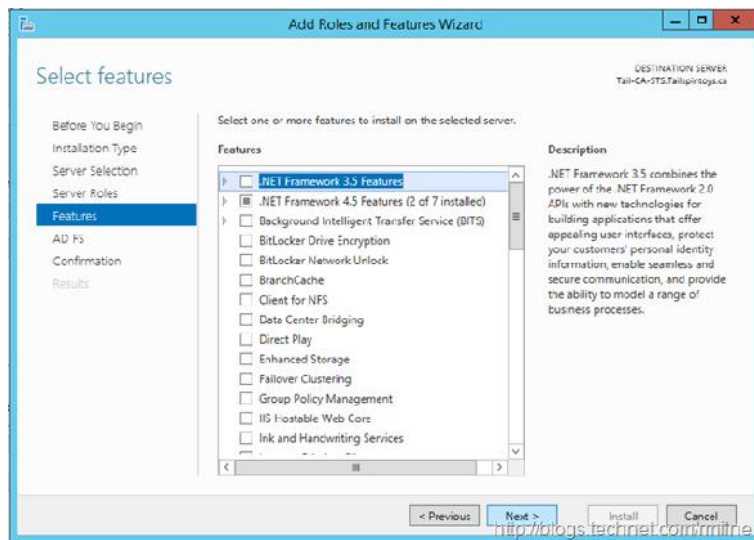 Add Roles and Features Wizard
Select features
DESTINATION SERVER
Tail-CA-STS.Tailspintoys.ca
Before You Begin
Installation Type
Server Selection
Server Roles
Features
AD FS
Confirmation
Results
Select one or more features to install on the selected server.
Features
.NET Framework 3.5 Features
.NET Framework 4.5 Features (2 of 7 installed)
Background Intelligent Transfer Service (BITS)
BitLocker Drive Encryption
BitLocker Network Unlock
BranchCache
Client for NFS
Data Center Bridging
Direct Play
Enhanced Storage
Failover Clustering
Group Policy Management
IIS Hostable Web Core
Ink and Handwriting Services
Description
.NET Framework 3.5 combines the
power of the .NET Framework 2.0
APIs with new technologies for
building applications that offer
appealing user interfaces, protect
your customers' personal identity
information, enable seamless and
secure communication, and provide
the ability to model a range of
business processes.
< Previous
Next >
Install
Cancel
http://blogs.technet.com/rmilne